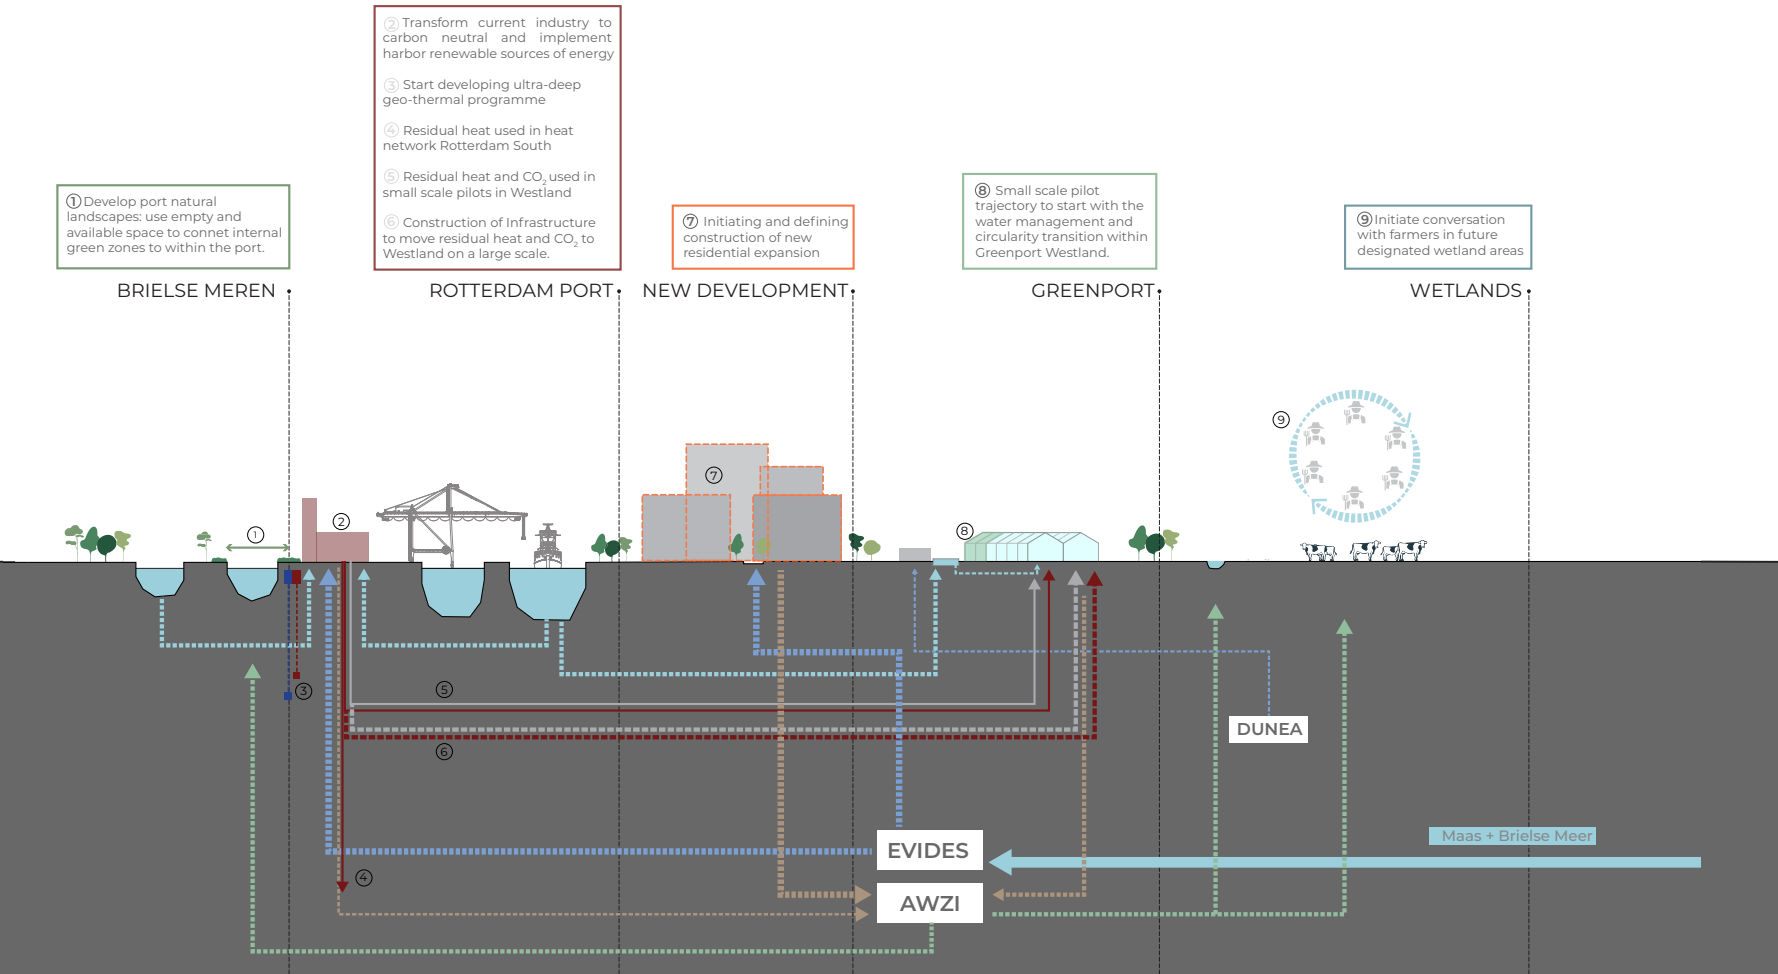 ② Transform current industry to
carbon neutral and implement
harbor renewable sources of energy
③ Start developing ultra-deep
geo-thermal programme
④ Residual heat used in heat
network Rotterdam South
⑤ Residual heat and CO₂ used in
small scale pilots in Westland
⑥ Construction of Infrastructure
to move residual heat and CO₂ to
Westland on a large scale.
① Develop port natural
landscapes: use empty and
available space to connet internal
green zones to within the port.
⑦ Initiating and defining
construction of new
residential expansion
⑧ Small scale pilot
trajectory to start with the
water management and
circularity transition within
Greenport Westland.
⑨ Initiate conversation
with farmers in future
designated wetland areas
BRIELSE MEREN
ROTTERDAM PORT
NEW DEVELOPMENT
GREENPORT
WETLANDS
⑨
⑦
②
①
⑧
③
⑤
⑥
DUNEA
Maas + Brielse Meer
EVIDES
④
AWZI